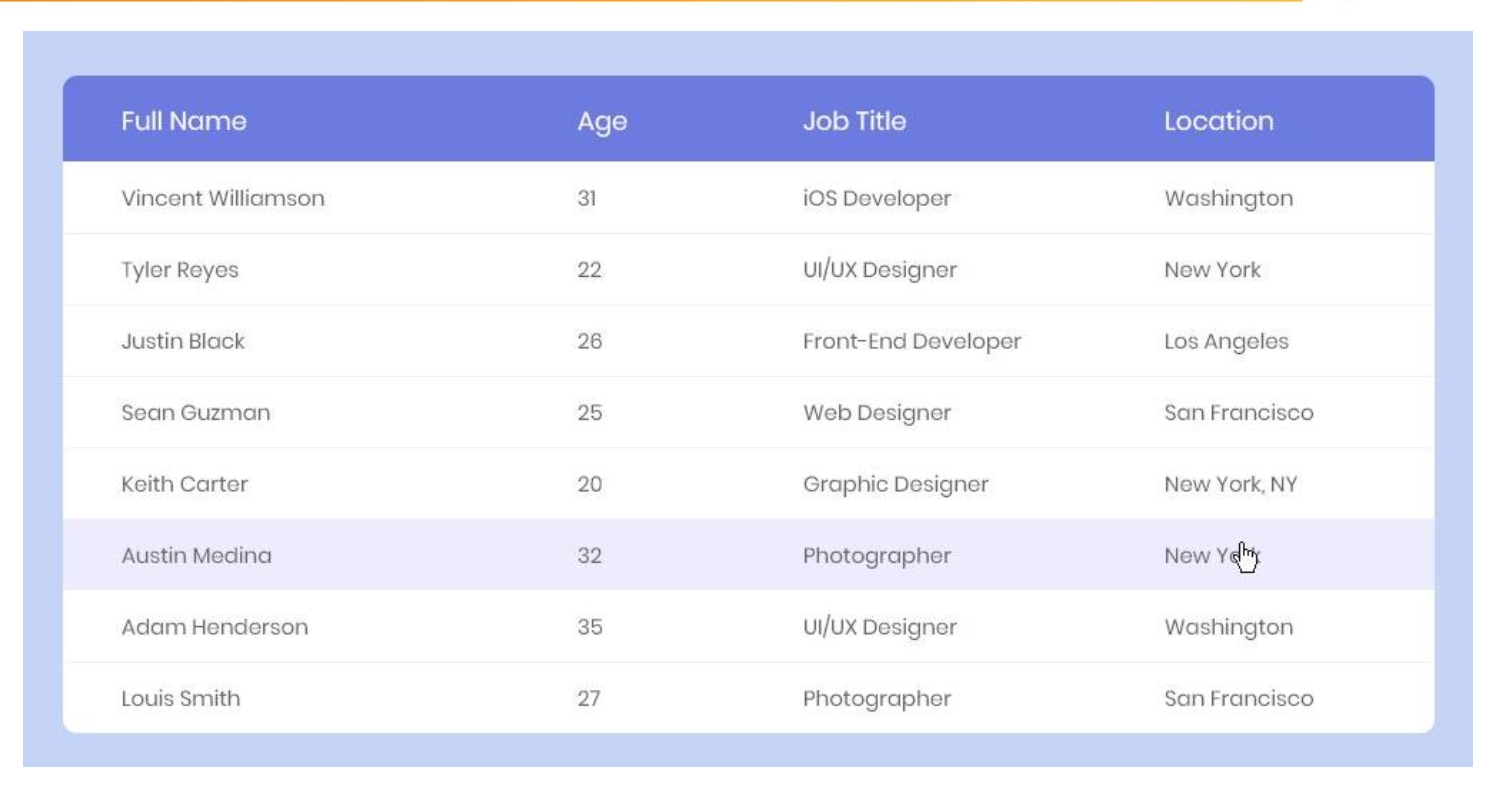 Full Name Age Job Title Location
Vincent Williamson 31 iOS Developer Washington
Tyler Reyes 22 UI/UX Designer New York
Justin Black 26 Front-End Developer Los Angeles
Sean Guzman 25 Web Designer San Francisco
Keith Carter 20 Graphic Designer New York, NY
Austin Medina 32 Photographer New York
Adam Henderson 35 UI/UX Designer Washington
Louis Smith 27 Photographer San Francisco